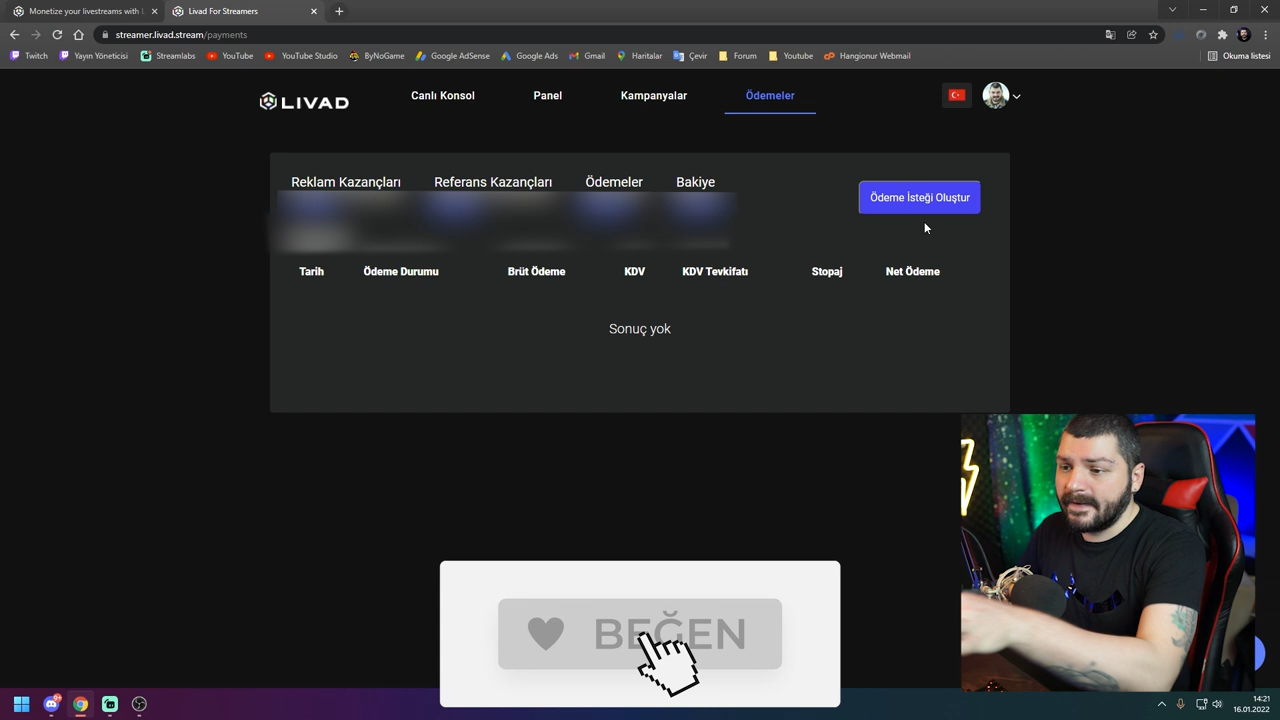 Monetize your livestreams with L
Livad For Streamers
streamer.livad.stream/payments
Twitch
Yayın Yöneticisi
Streamlabs
YouTube
YouTube Studio
ByNoGame
Google AdSense
Google Ads
Gmail
Haritalar
Çevir
Forum
Youtube
Hangionur Webmail
Okuma listesi
LIVAD
Canlı Konsol
Panel
Kampanyalar
Ödemeler
Reklam Kazançları
Referans Kazançları
Ödemeler
Bakiye
Ödeme İsteği Oluştur
Tarih
Ödeme Durumu
Brüt Ödeme
KDV
KDV Tevkifatı
Stopaj
Net Ödeme
Sonuç yok
BEĞEN
14:21
16.01.2022